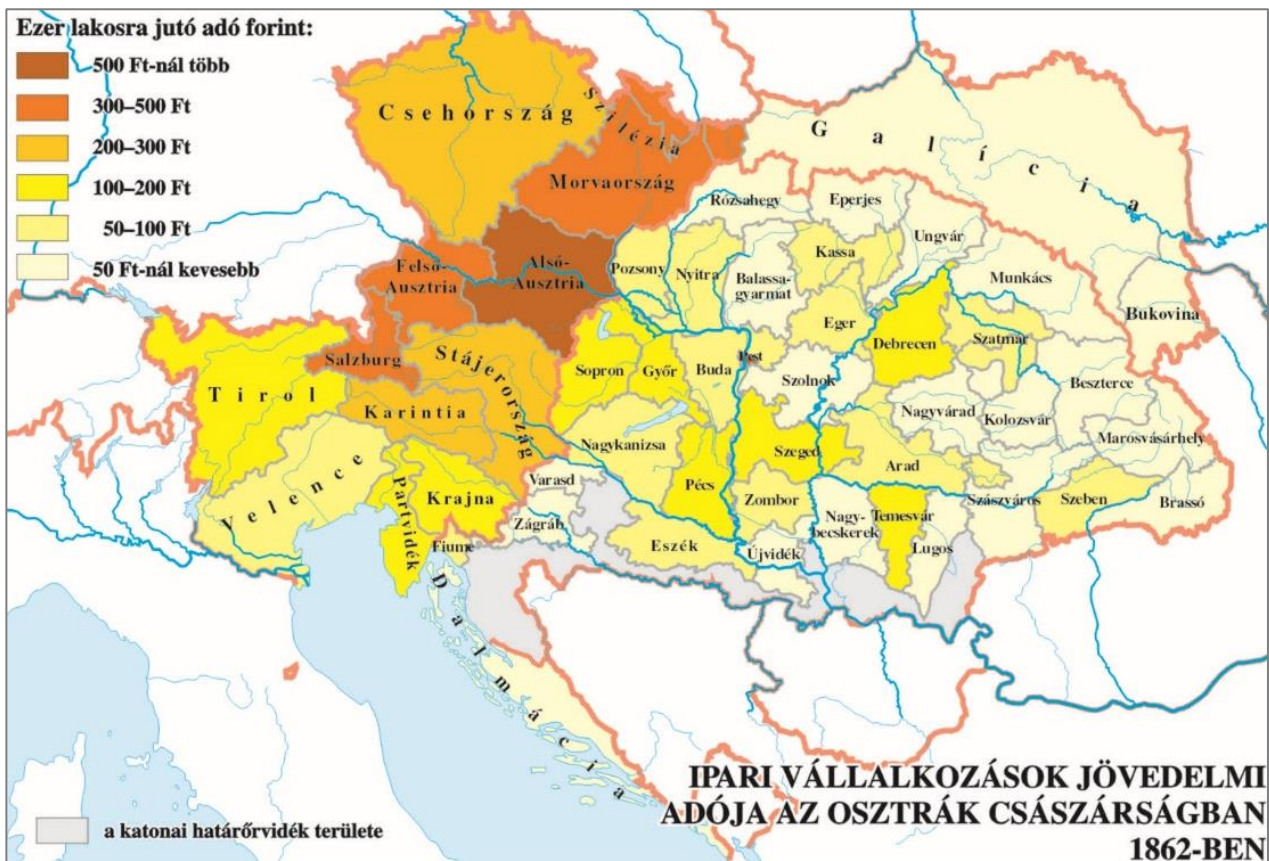 Ezer lakosra jutó adó forint:
500 Ft-nál több
300–500 Ft
200–300 Ft
100–200 Ft
50–100 Ft
50 Ft-nál kevesebb
Csehország
Szilézia
Galícia
Morvaország
Rózsahegy
Eperjes
Ungvár
Felső-
Ausztria
Alsó-
Ausztria
Pozsony
Nyitra
Balassa-
gyarmat
Kassa
Munkács
Bukovina
Eger
Debrecen
Szatmár
Salzburg
Stájerország
Sopron
Győr
Buda
Pest
Szolnok
Beszterce
Tirol
Karintia
Nagyvárad
Kolozsvár
Marosvásárhely
Nagykanizsa
Szeged
Arad
Velence
Partvidék
Krajna
Varasd
Pécs
Zombor
Szászváros
Szeben
Brassó
Zágráb
Fiume
Eszék
Újvidék
Nagy-
becskerek
Temesvár
Lugos
Dalmácia
IPARI VÁLLALKOZÁSOK JÖVEDELMI
ADÓJA AZ OSZTRÁK CSÁSZÁRSÁGBAN
1862-BEN
a katonai határőrvidék területe